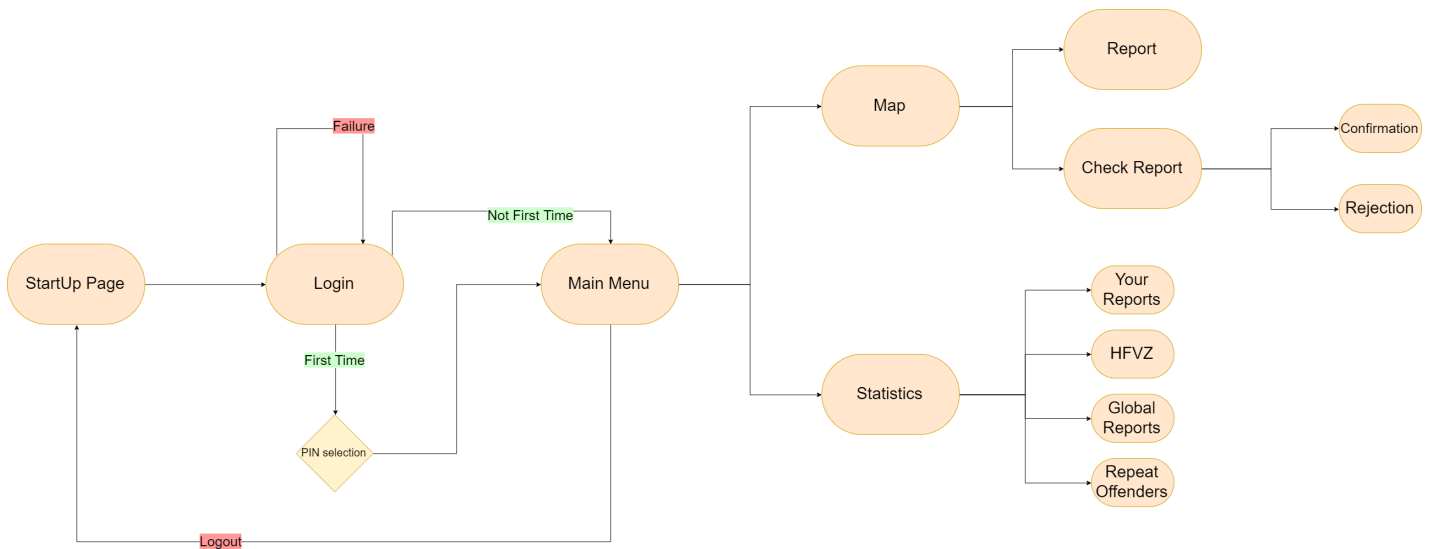 Report
Map
Failure
Confirmation
Check Report
Rejection
Not First Time
StartUp Page
Login
Main Menu
Your
Reports
First Time
HFVZ
Statistics
Global
Reports
PIN selection
Repeat
Offenders
Logout